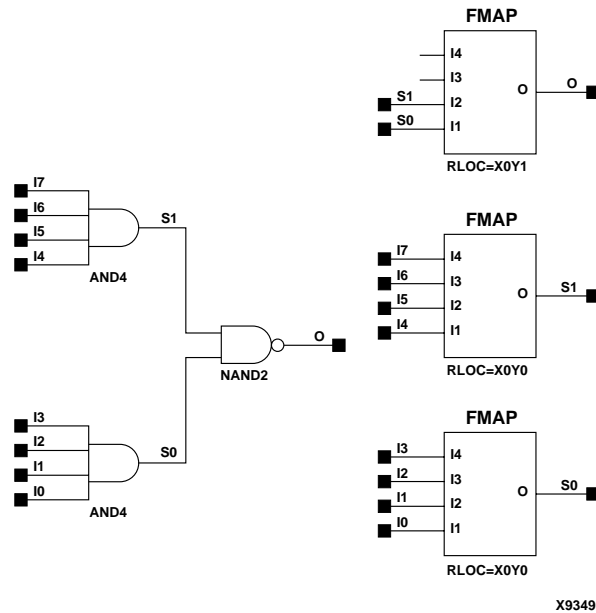 I7
I6
I5
I4
AND4
S1
I3
I2
I1
I0
AND4
S0
NAND2
O
FMAP
I4
I3
S1 I2
S0 I1
O O
RLOC=X0Y1
FMAP
I7 I4
I6 I3
I5 I2
I4 I1
O S1
RLOC=X0Y0
FMAP
I3 I4
I2 I3
I1 I2
I0 I1
O S0
RLOC=X0Y0
X9349